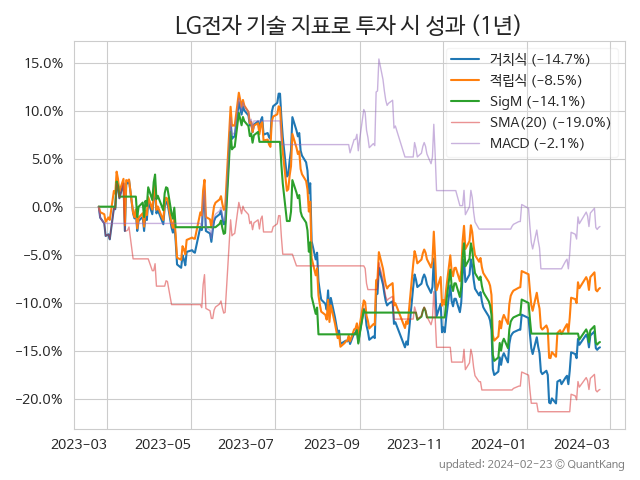 LG전자 기술 지표로 투자 시 성과 (1년)
거치식 (−14.7%)
적립식 (−8.5%)
SigM (−14.1%)
SMA(20) (−19.0%)
MACD (−2.1%)
15.0%
10.0%
5.0%
0.0%
−5.0%
−10.0%
−15.0%
−20.0%
2023-03 2023-05 2023-07 2023-09 2023-11 2024-01 2024-03
updated: 2024-02-23 © QuantKang